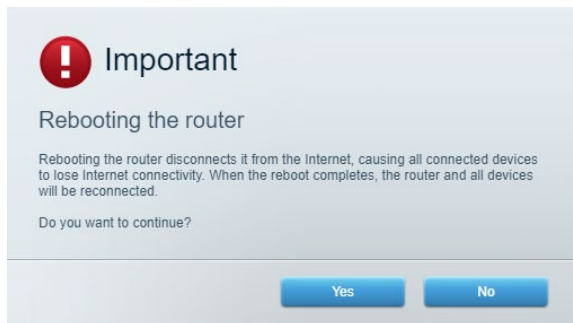 Important
Rebooting the router
Rebooting the router disconnects it from the Internet, causing all connected devices
to lose Internet connectivity. When the reboot completes, the router and all devices
will be reconnected.
Do you want to continue?
Yes No